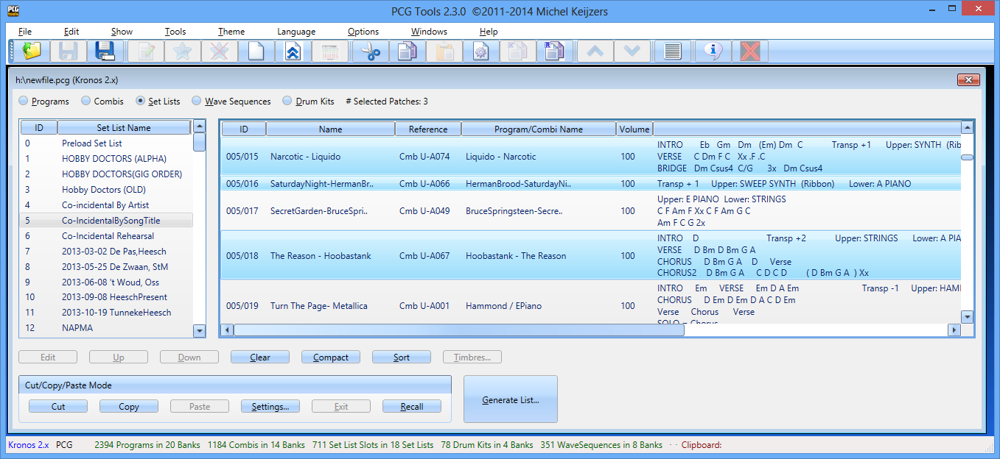 PCG Tools 2.3.0 ©2011-2014 Michel Keijzers
File Edit Show Tools Theme Language Options Windows Help
h:\newfile.pcg (Kronos 2.x)
Programs Combis Set Lists Wave Sequences Drum Kits # Selected Patches: 3
ID Set List Name
0 Preload Set List
1 HOBBY DOCTORS (ALPHA)
2 HOBBY DOCTORS(GIG ORDER)
3 Hobby Doctors (OLD)
4 Co-incidental By Artist
5 Co-IncidentalBySongTitle
6 Co-Incidental Rehearsal
7 2013-03-02 De Pas,Heesch
8 2013-05-25 De Zwaan, StM
9 2013-06-08 't Woud, Oss
10 2013-09-08 HeeschPresent
11 2013-10-19 TunnekeHeesch
12 NAPMA
ID Name Reference Program/Combi Name Volume
INTRO Eb Gm Dm (Em) Dm C Transp +1 Upper: SYNTH (Rib
005/015 Narcotic - Liquido Cmb U-A074 Liquido - Narcotic 100 VERSE C Dm F C Xx .F .C
BRIDGE Dm Csus4 C/G 3x Dm Csus4
005/016 SaturdayNight-HermanBr.. Cmb U-A066 HermanBrood-SaturdayNi.. 100 Transp + 1 Upper: SWEEP SYNTH (Ribbon) Lower: A PIANO
Upper: E PIANO Lower: STRINGS
005/017 SecretGarden-BruceSpri.. Cmb U-A049 BruceSpringsteen-Secre.. 100 C F Am F Xx C F Am G C
Am F C G 2x
INTRO D Transp +2 Upper: STRINGS Lower: A PIA
VERSE D Bm D Bm G A
005/018 The Reason - Hoobastank Cmb U-A067 Hoobastank - The Reason 100 CHORUS D Bm G A D Verse
CHORUS2 D Bm G A C D C D ( D Bm G A ) Xx
INTRO Em VERSE Em D A Em Transp -1 Upper: HAM
CHORUS D Em D Em D A C D Em
005/019 Turn The Page- Metallica Cmb U-A001 Hammond / EPiano 100 Verse Chorus Verse
SOLO = Chorus
Edit Up Down Clear Compact Sort Timbres...
Cut/Copy/Paste Mode
Cut Copy Paste Settings... Exit Recall
Generate List...
Kronos 2.x PCG 2394 Programs in 20 Banks 1184 Combis in 14 Banks 711 Set List Slots in 18 Set Lists 78 Drum Kits in 4 Banks 351 WaveSequences in 8 Banks - - Clipboard: